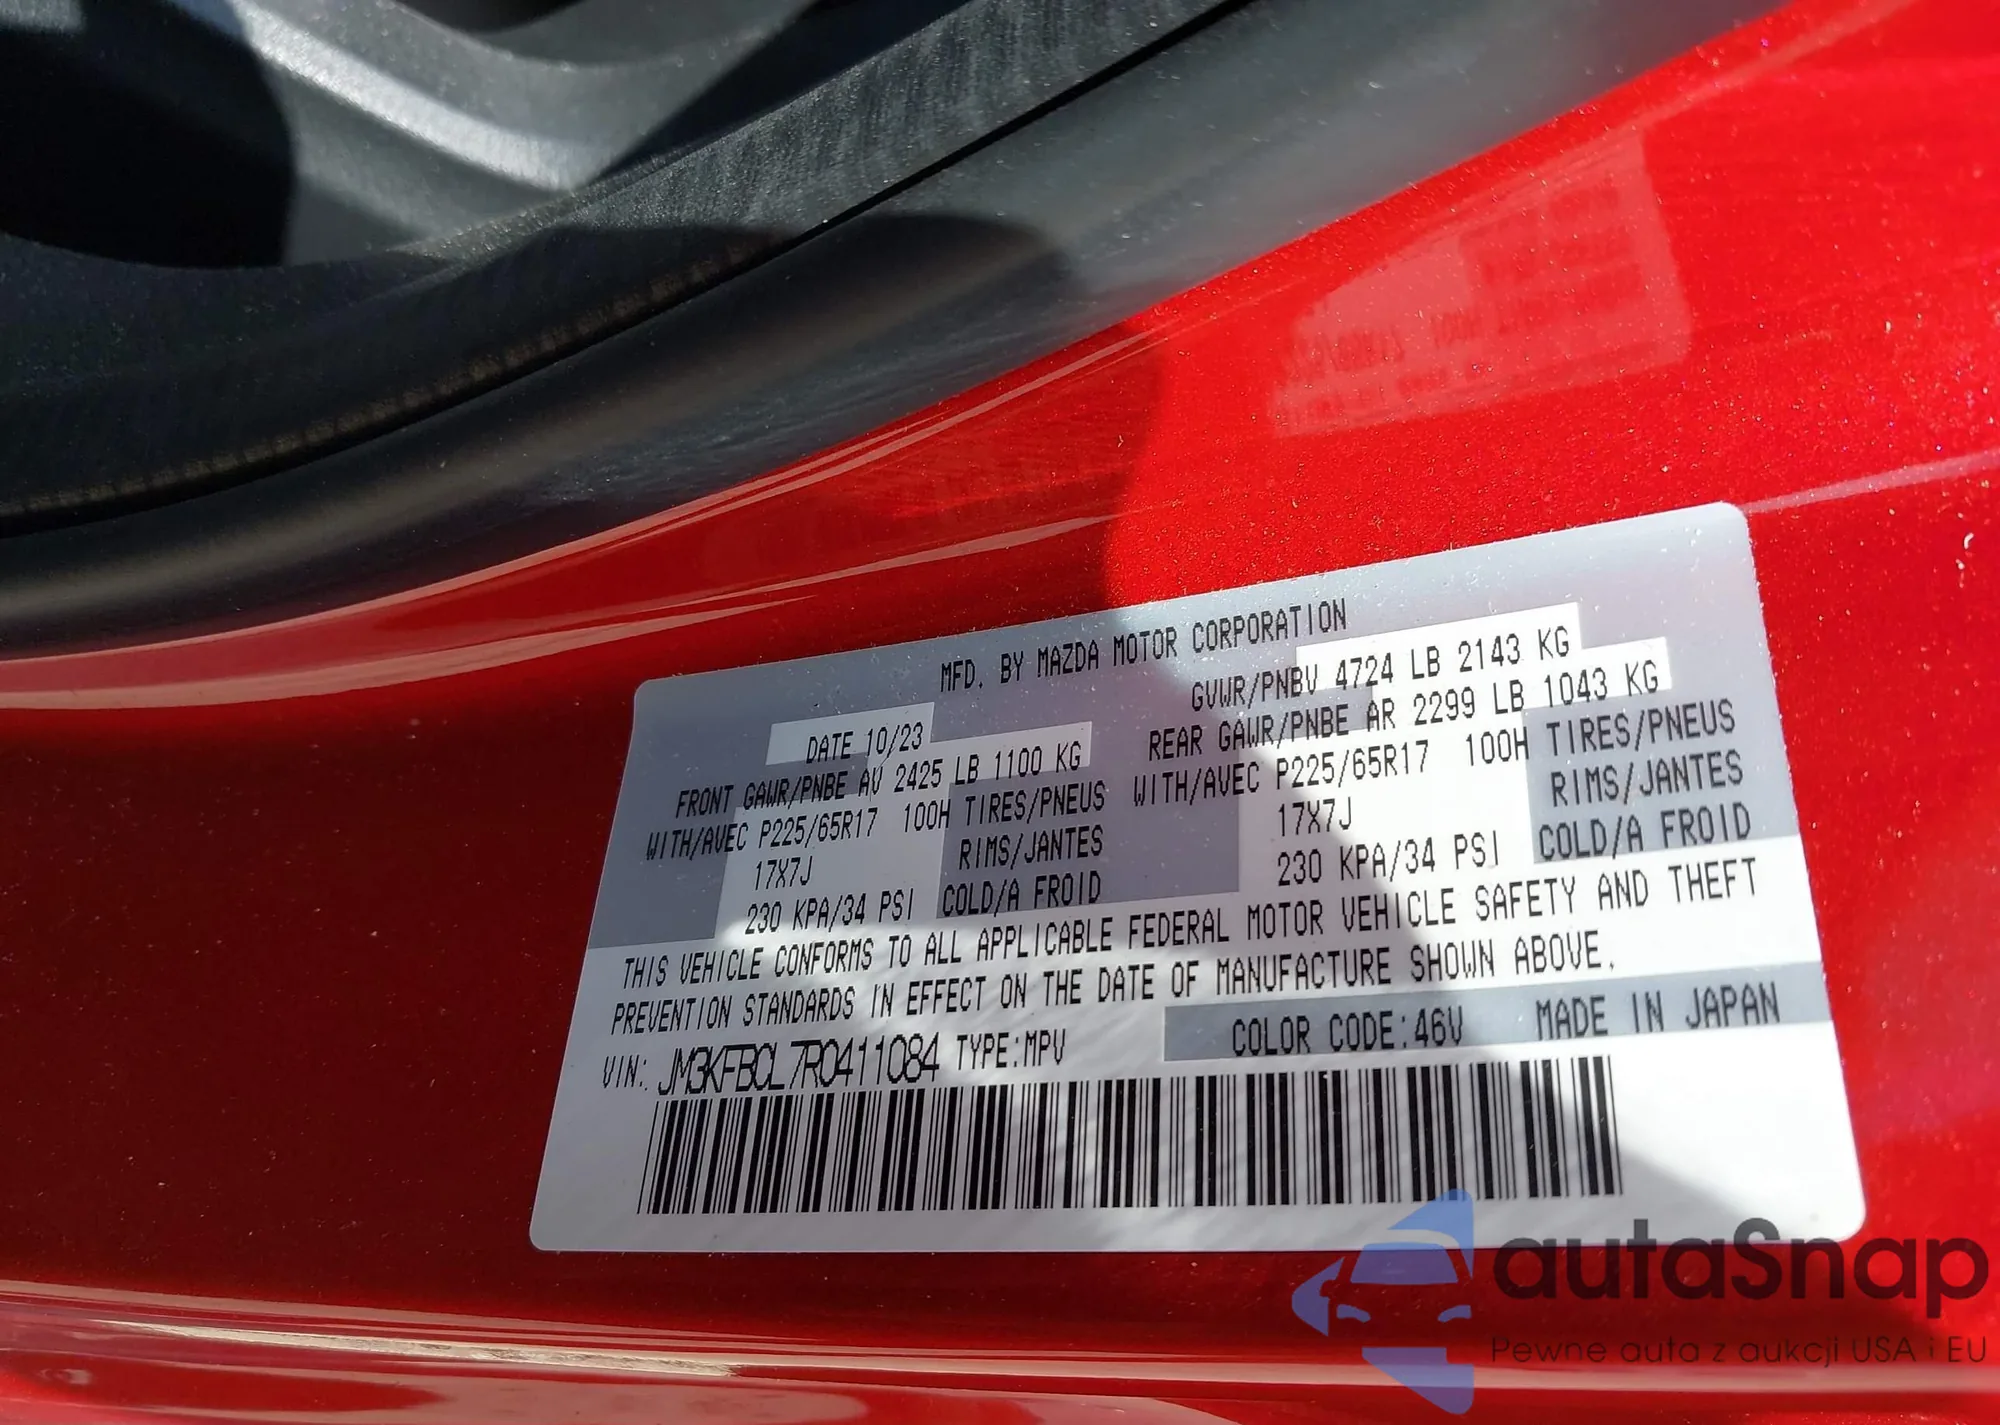 MFD. BY MAZDA MOTOR CORPORATION
DATE 10/23
GVWR/PNBV 4724 LB 2143 KG
FRONT GAWR/PNBE AV 2425 LB 1100 KG
REAR GAWR/PNBE AR 2299 LB 1043 KG
WITH/AVEC P225/65R17 100H TIRES/PNEUS
WITH/AVEC P225/65R17 100H TIRES/PNEUS
17X7J RIMS/JANTES
17X7J RIMS/JANTES
230 KPA/34 PSI COLD/A FROID
230 KPA/34 PSI COLD/A FROID
THIS VEHICLE CONFORMS TO ALL APPLICABLE FEDERAL MOTOR VEHICLE SAFETY AND THEFT
PREVENTION STANDARDS IN EFFECT ON THE DATE OF MANUFACTURE SHOWN ABOVE.
VIN: JM3KFBCL7R0411084 TYPE:MPV COLOR CODE:46V MADE IN JAPAN
autaSnap
Pewne auta z aukcji USA i EU